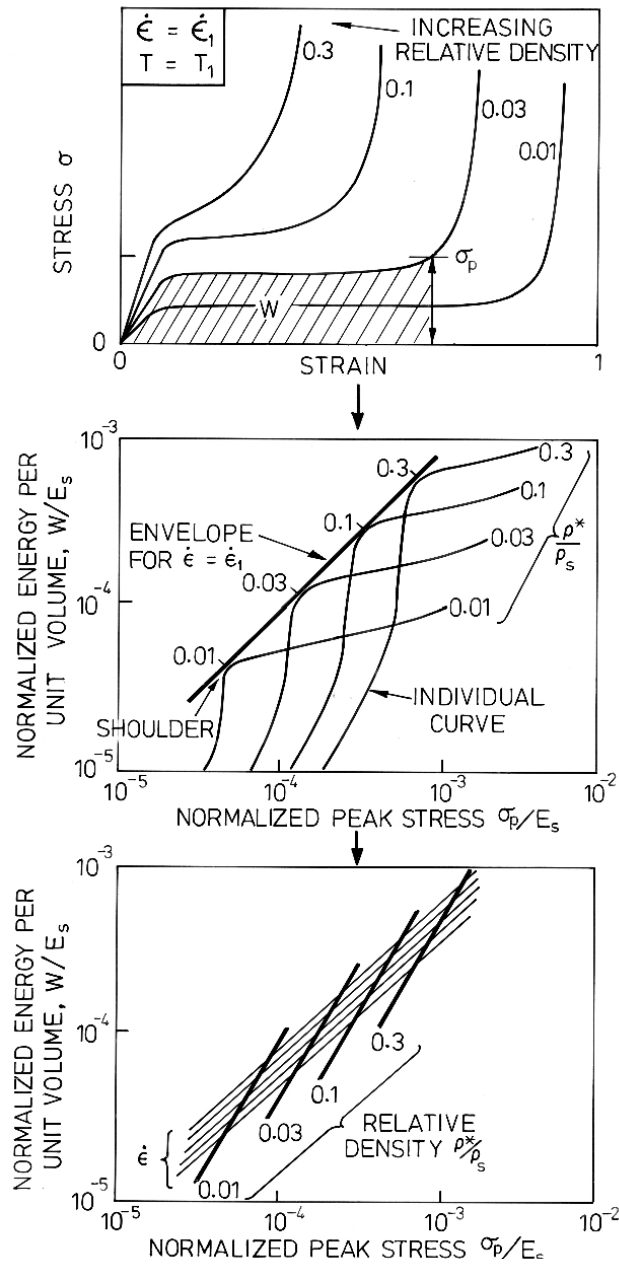 ε̇ = ε̇₁
T = T₁
INCREASING
RELATIVE DENSITY
0.3
0.1
0.03
0.01
STRESS σ
σp
W
0
0
STRAIN
1
10⁻³
10⁻⁴
10⁻⁵
NORMALIZED ENERGY PER
UNIT VOLUME, W/Es
ENVELOPE
FOR ε̇ = ε̇₁
0.3
0.1
0.03
0.01
SHOULDER
0.3
0.1
0.03
0.01
ρ*/ρs
INDIVIDUAL
CURVE
10⁻⁵
10⁻⁴
10⁻³
10⁻²
NORMALIZED PEAK STRESS σp/Es
10⁻³
10⁻⁴
10⁻⁵
NORMALIZED ENERGY PER
UNIT VOLUME, W/Es
ε̇
0.3
0.1
0.03
0.01
RELATIVE
DENSITY ρ*/ρs
10⁻⁵
10⁻⁴
10⁻³
10⁻²
NORMALIZED PEAK STRESS σp/Es